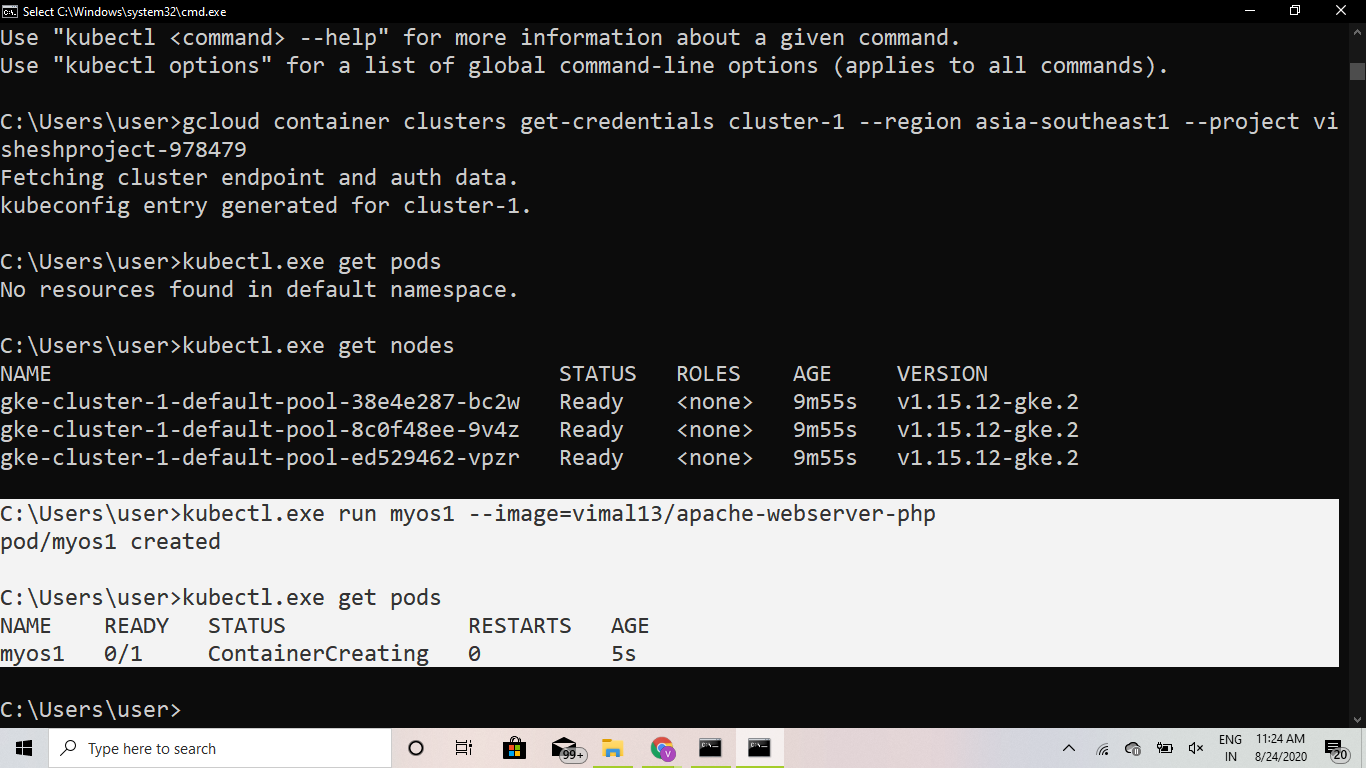 Select C:\Windows\system32\cmd.exe
Use "kubectl <command> --help" for more information about a given command.
Use "kubectl options" for a list of global command-line options (applies to all commands).
C:\Users\user>gcloud container clusters get-credentials cluster-1 --region asia-southeast1 --project vi
sheshproject-978479
Fetching cluster endpoint and auth data.
kubeconfig entry generated for cluster-1.
C:\Users\user>kubectl.exe get pods
No resources found in default namespace.
C:\Users\user>kubectl.exe get nodes
NAME STATUS ROLES AGE VERSION
gke-cluster-1-default-pool-38e4e287-bc2w Ready <none> 9m55s v1.15.12-gke.2
gke-cluster-1-default-pool-8c0f48ee-9v4z Ready <none> 9m55s v1.15.12-gke.2
gke-cluster-1-default-pool-ed529462-vpzr Ready <none> 9m55s v1.15.12-gke.2
C:\Users\user>kubectl.exe run myos1 --image=vimal13/apache-webserver-php
pod/myos1 created
C:\Users\user>kubectl.exe get pods
NAME READY STATUS RESTARTS AGE
myos1 0/1 ContainerCreating 0 5s
C:\Users\user>
Type here to search
99+
V
ENG
IN
11:24 AM
8/24/2020
20